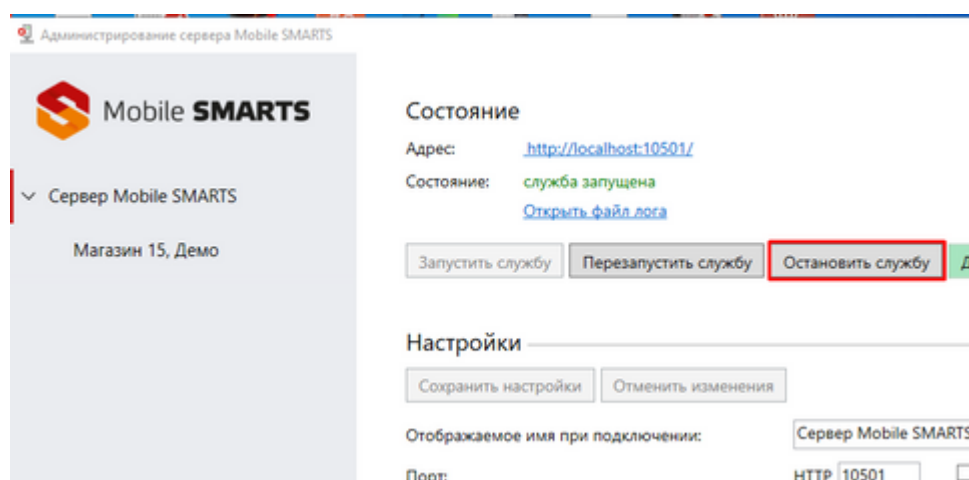 Администрирование сервера Mobile SMARTS
Mobile SMARTS
Сервер Mobile SMARTS
Магазин 15, Демо
Состояние
Адрес: http://localhost:10501/
Состояние: служба запущена
Открыть файл лога
Запустить службу Перезапустить службу Остановить службу
Настройки
Сохранить настройки Отменить изменения
Отображаемое имя при подключении: Сервер Mobile SMARTS
Порт: HTTP 10501